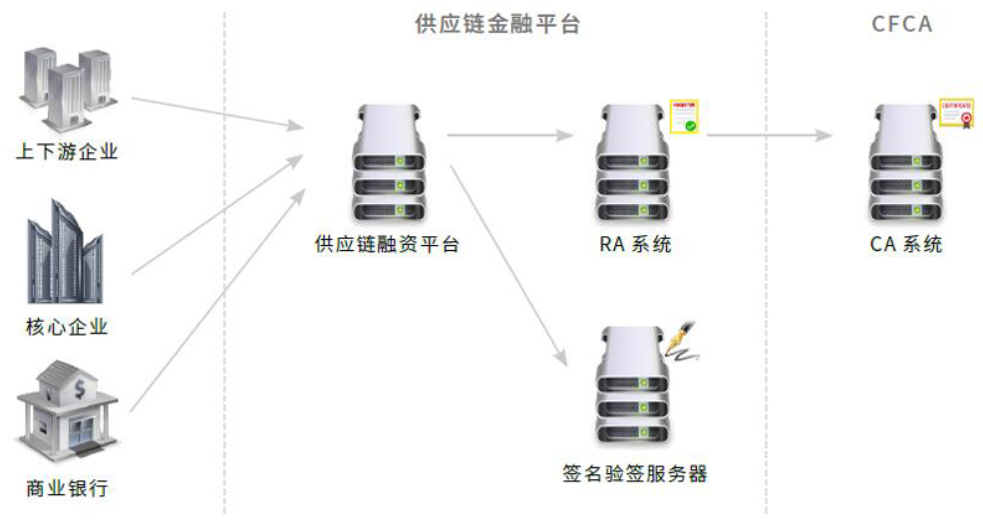 供应链金融平台
CFCA
上下游企业
供应链融资平台
RA 系统
CA 系统
核心企业
签名验签服务器
商业银行
CERTIFICATE